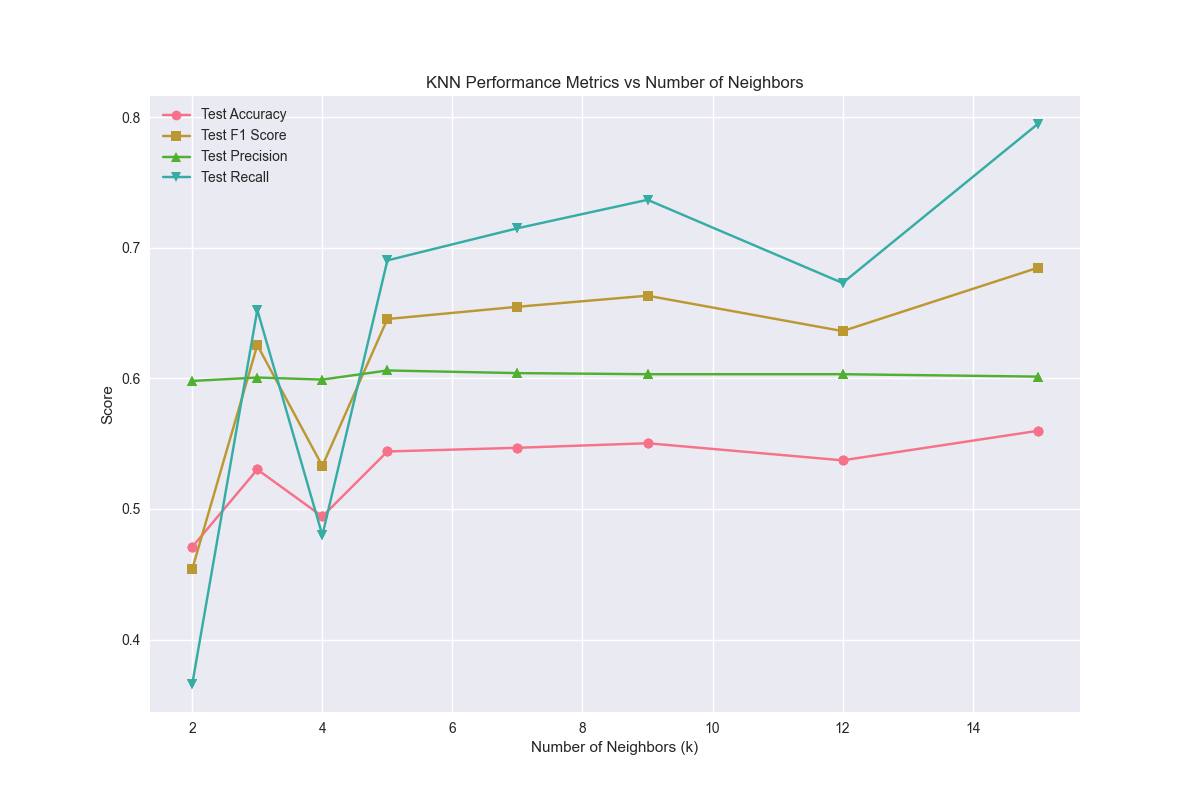 KNN Performance Metrics vs Number of Neighbors
Test Accuracy
Test F1 Score
Test Precision
Test Recall
0.8
0.7
0.6
0.5
0.4
Score
2 4 6 8 10 12 14
Number of Neighbors (k)